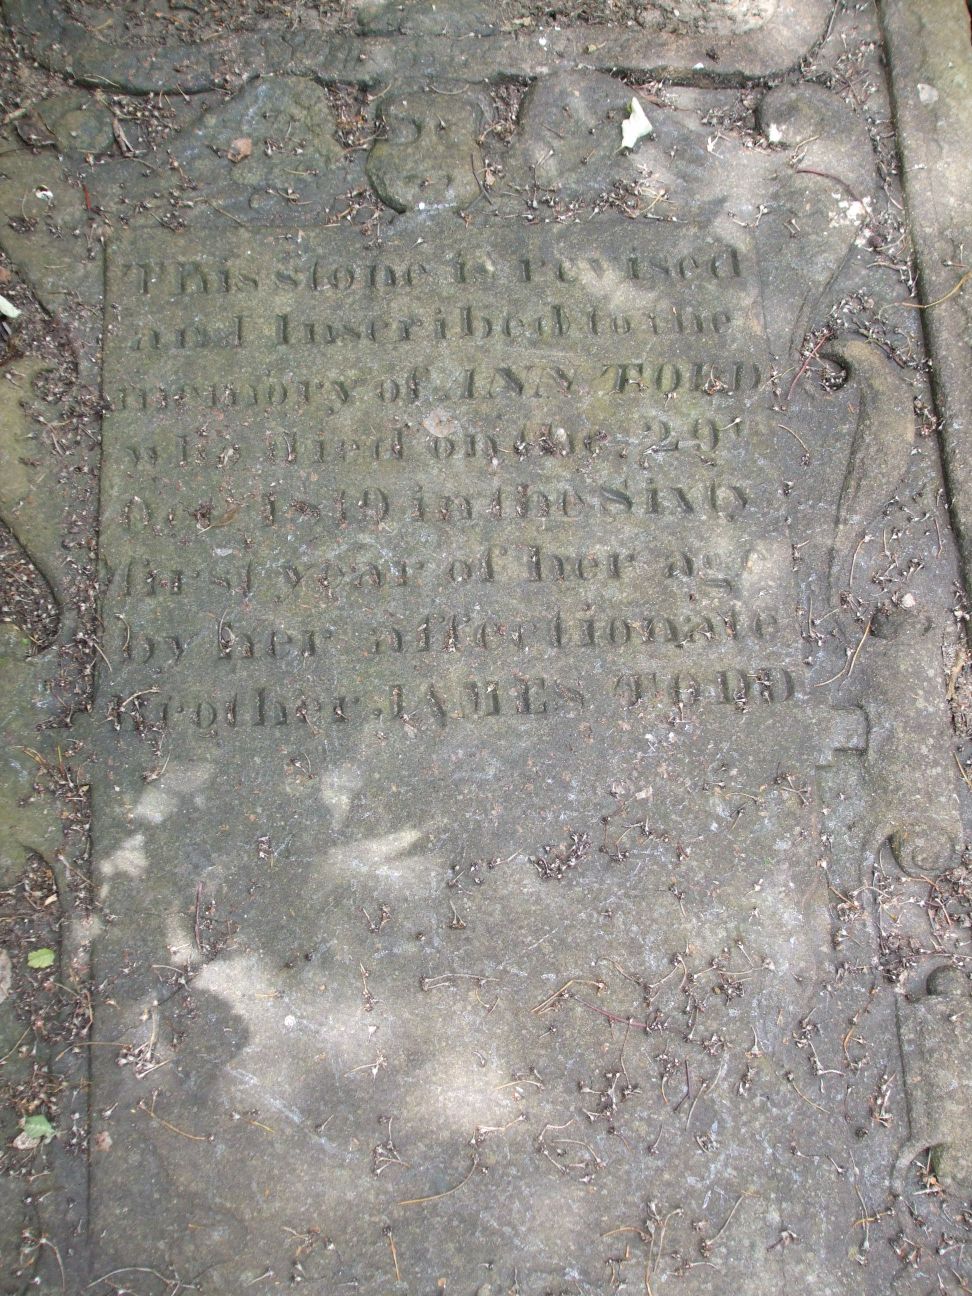 This stone is revised
and Inscribed to the
memory of ANN TODD
who died on the 29
1819 in the Sixty
first year of her age
by her affectionate
Brother JAMES TODD